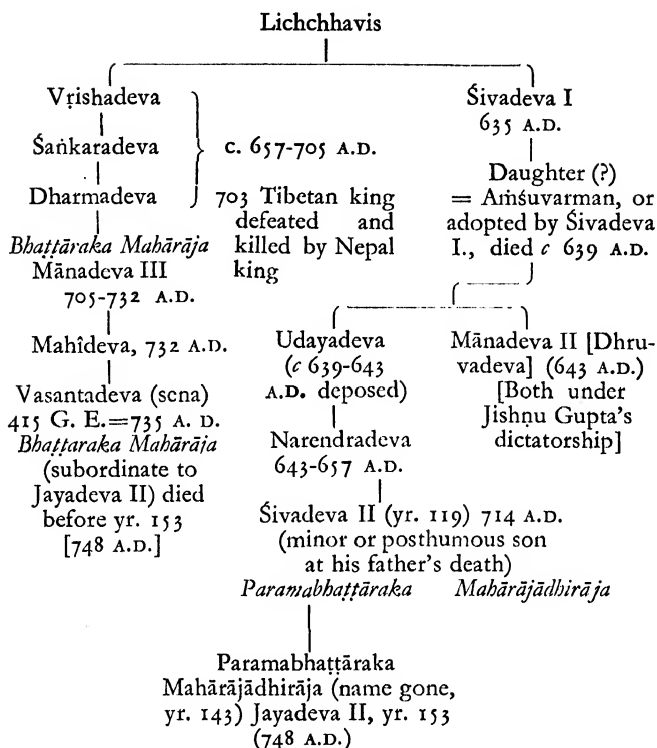 Lichchhavis
Vṛishadeva
Śaṅkaradeva
Dharmadeva
Bhaṭṭāraka Mahārāja
Mānadeva III
705-732 A.D.
Mahîdeva, 732 A.D.
Vasantadeva (sena)
415 G. E.=735 A. D.
Bhaṭṭaraka Mahārāja
(subordinate to
Jayadeva II) died
before yr. 153
[748 A.D.]
c. 657-705 A.D.
703 Tibetan king
defeated and
killed by Nepal
king
Śivadeva I
635 A.D.
Daughter (?)
= Aṁśuvarman, or
adopted by Śivadeva
I., died c 639 A.D.
Udayadeva
(c 639-643
A.D. deposed)
Narendradeva
643-657 A.D.
Mānadeva II [Dhru-
vadeva] (643 A.D.)
[Both under
Jishṇu Gupta's
dictatorship]
Śivadeva II (yr. 119) 714 A.D.
(minor or posthumous son
at his father's death)
Paramabhaṭṭāraka Mahārājādhirāja
Paramabhaṭṭāraka
Mahārājādhirāja (name gone,
yr. 143) Jayadeva II, yr. 153
(748 A.D.)